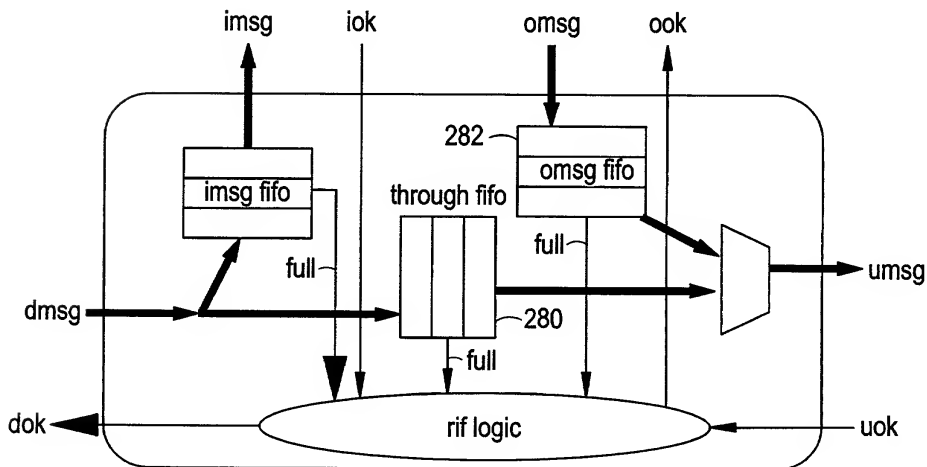 imsg
iok
omsg
ook
282
imsg fifo
through fifo
omsg fifo
full
full
umsg
dmsg
280
full
dok
rif logic
uok